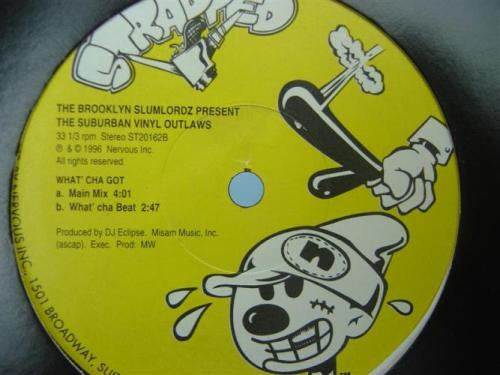 STRAPPED
THE BROOKLYN SLUMLORDZ PRESENT
THE SUBURBAN VINYL OUTLAWS
33 1/3 rpm Stereo ST20162B
℗ & © 1996 Nervous Inc.
All rights reserved.
WHAT' CHA GOT
a. Main Mix 4:01
b. What' cha Beat 2:47
Produced by DJ Eclipse. Misam Music, Inc.
(ascap). Exec. Prod: MW
BY NERVOUS INC., 1501 BROADWAY,
n